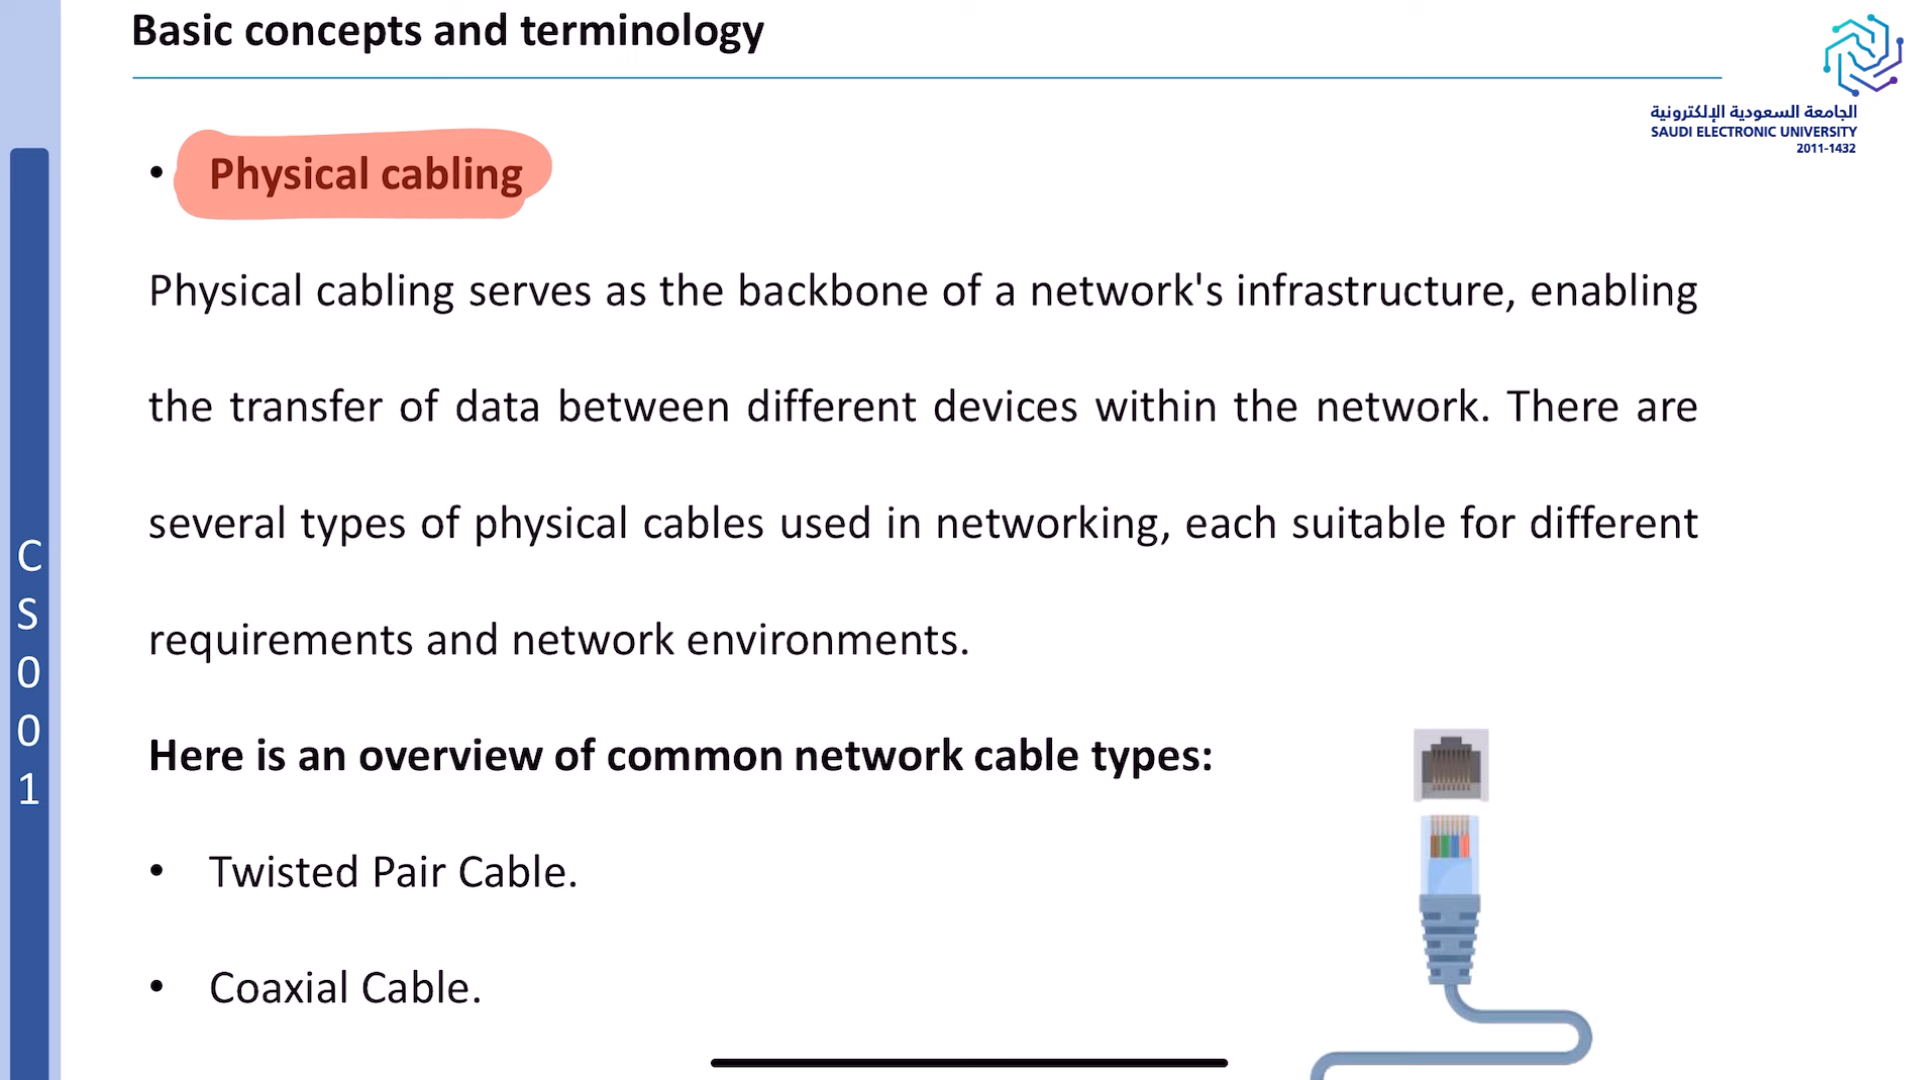 Basic concepts and terminology
الجامعة السعودية الإلكترونية
SAUDI ELECTRONIC UNIVERSITY
2011-1432
• Physical cabling
Physical cabling serves as the backbone of a network's infrastructure, enabling
the transfer of data between different devices within the network. There are
several types of physical cables used in networking, each suitable for different
requirements and network environments.
Here is an overview of common network cable types:
• Twisted Pair Cable.
• Coaxial Cable.
C
S
0
0
1